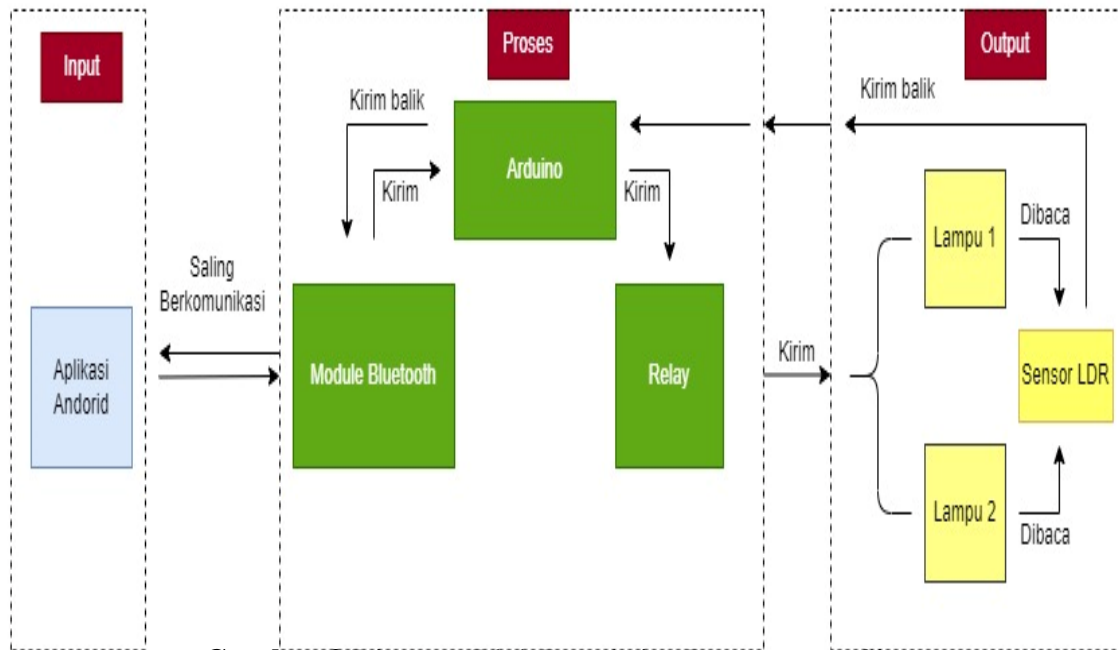 Input
Proses
Output
Kirim balik
Kirim balik
Arduino
Kirim
Kirim
Lampu 1
Dibaca
Saling
Berkomunikasi
Aplikasi
Andorid
Module Bluetooth
Relay
Kirim
Sensor LDR
Lampu 2
Dibaca